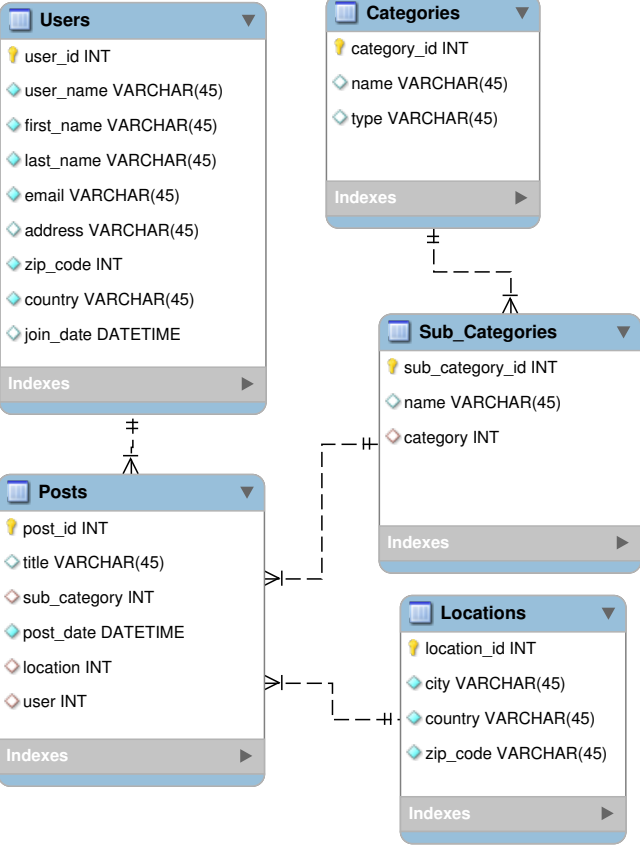 Users
user_id INT
user_name VARCHAR(45)
first_name VARCHAR(45)
last_name VARCHAR(45)
email VARCHAR(45)
address VARCHAR(45)
zip_code INT
country VARCHAR(45)
join_date DATETIME
Indexes
Categories
category_id INT
name VARCHAR(45)
type VARCHAR(45)
Indexes
Sub_Categories
sub_category_id INT
name VARCHAR(45)
category INT
Indexes
Posts
post_id INT
title VARCHAR(45)
sub_category INT
post_date DATETIME
location INT
user INT
Indexes
Locations
location_id INT
city VARCHAR(45)
country VARCHAR(45)
zip_code VARCHAR(45)
Indexes